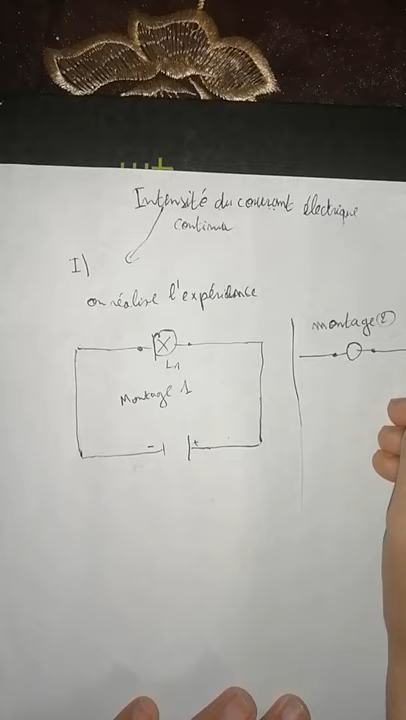 Intensité du courant électrique
continu
I)
on réalise l'expérience
montage (2)
L1
Montage 1
- +